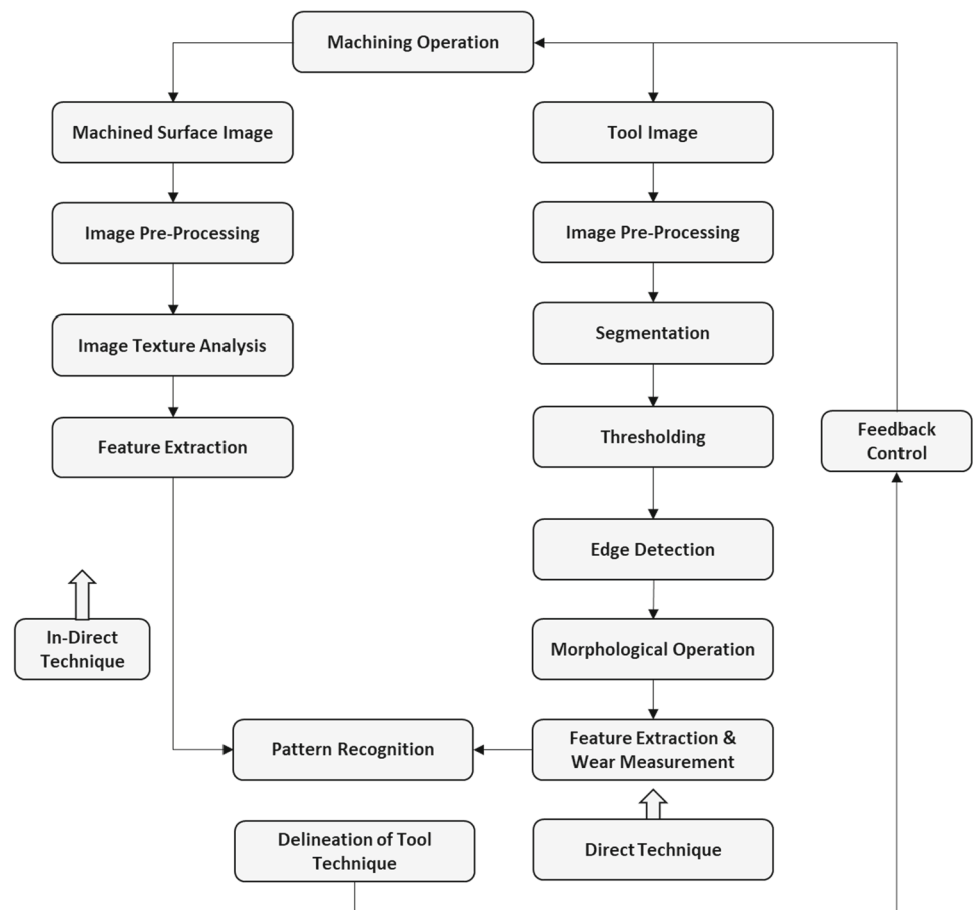 Machining Operation
Machined Surface Image
Tool Image
Image Pre-Processing
Image Pre-Processing
Segmentation
Image Texture Analysis
Thresholding
Feature Extraction
Feedback
Control
Edge Detection
In-Direct
Technique
Morphological Operation
Pattern Recognition
Feature Extraction &
Wear Measurement
Delineation of Tool
Technique
Direct Technique